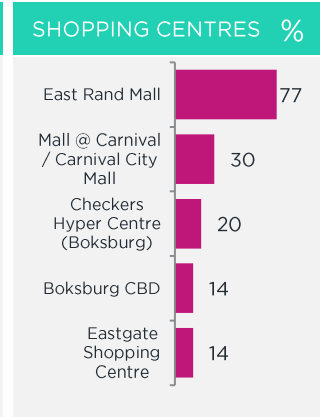 SHOPPING CENTRES %
East Rand Mall 77
Mall @ Carnival
/ Carnival City
Mall
30
Checkers
Hyper Centre
(Boksburg)
20
Boksburg CBD 14
Eastgate
Shopping
Centre
14